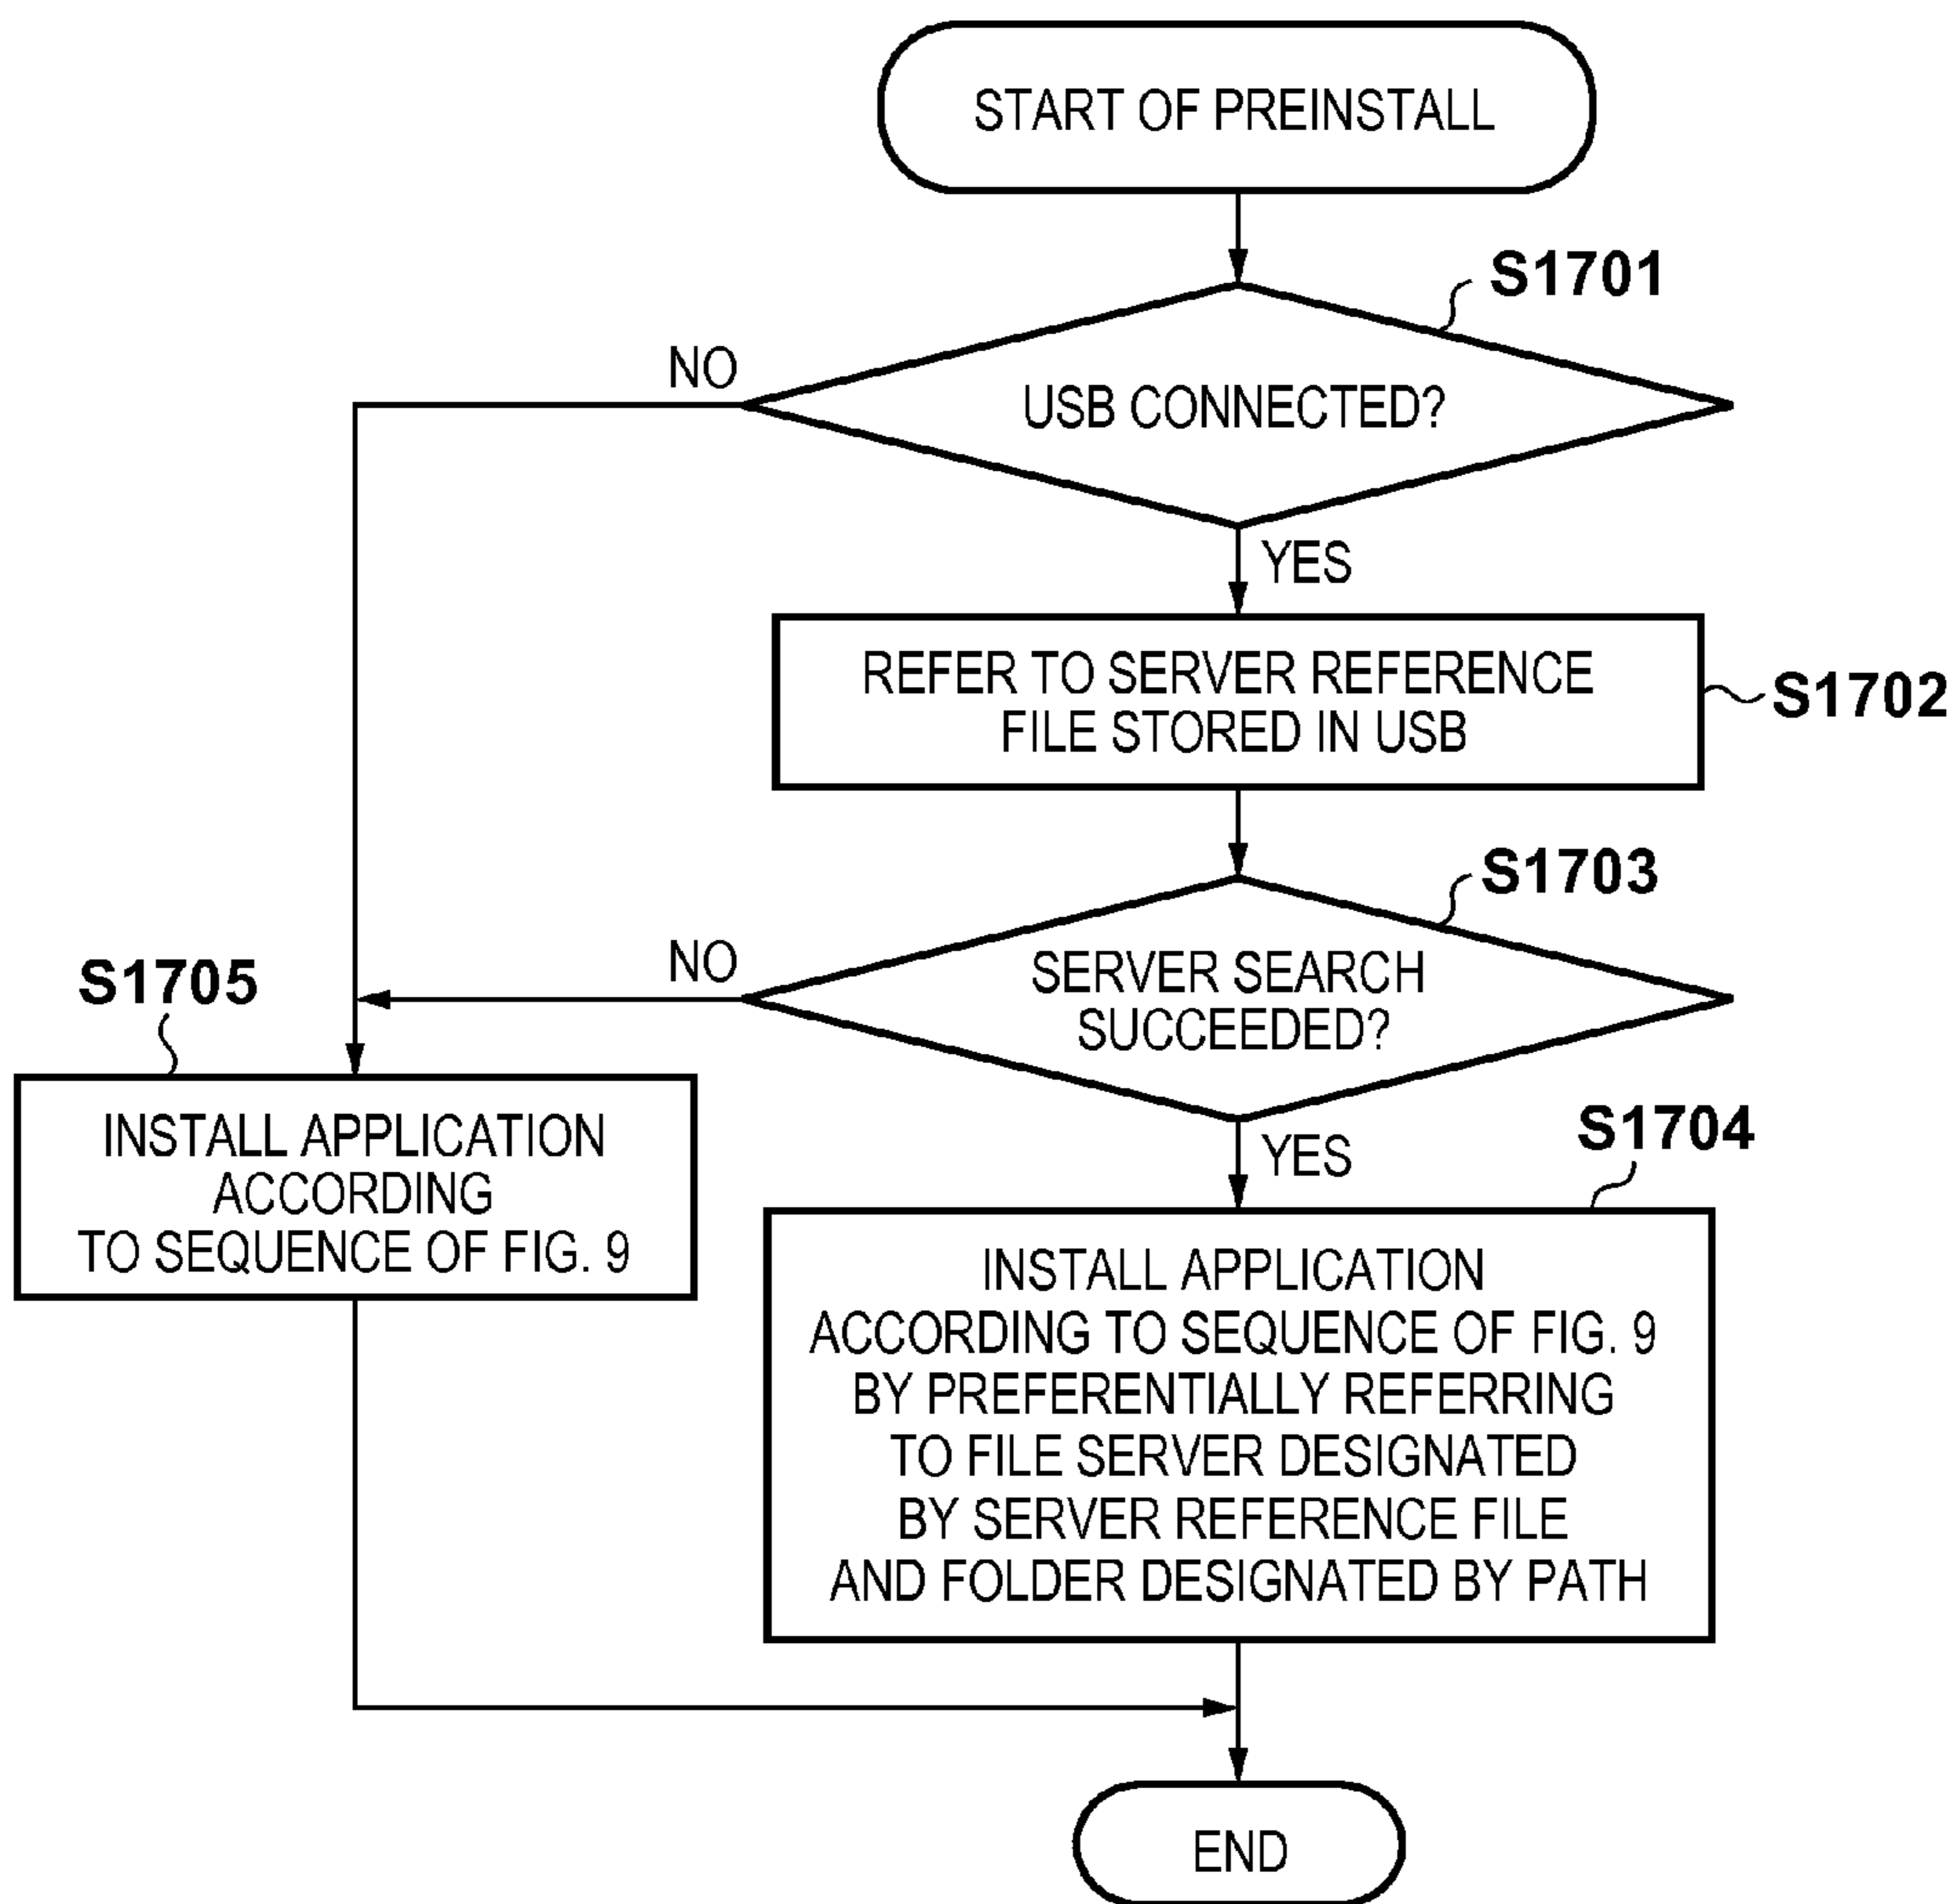 START OF PREINSTALL
S1701
NO
USB CONNECTED?
YES
REFER TO SERVER REFERENCE
FILE STORED IN USB
S1702
S1703
NO
SERVER SEARCH
SUCCEEDED?
S1705
YES
S1704
INSTALL APPLICATION
ACCORDING
TO SEQUENCE OF FIG. 9
INSTALL APPLICATION
ACCORDING TO SEQUENCE OF FIG. 9
BY PREFERENTIALLY REFERRING
TO FILE SERVER DESIGNATED
BY SERVER REFERENCE FILE
AND FOLDER DESIGNATED BY PATH
END